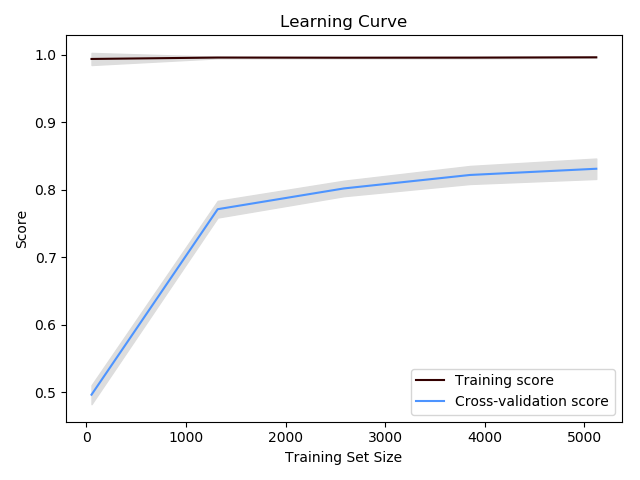 Learning Curve
1.0
0.9
0.8
0.7
0.6
0.5
Score
0 1000 2000 3000 4000 5000
Training Set Size
Training score
Cross-validation score